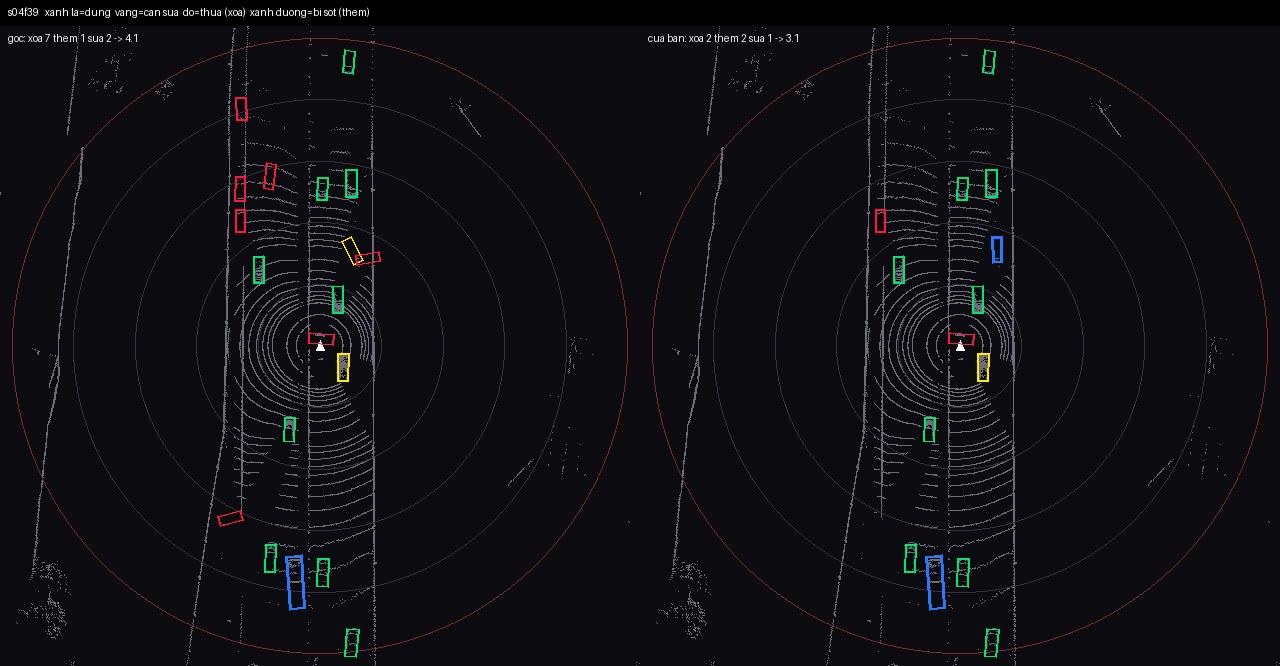 s04f39 xanh la=dung vang=can sua do=thua (xoa) xanh duong=bi sot (them)
goc: xoa 7 them 1 sua 2 -> 4.1
cua ban: xoa 2 them 2 sua 1 -> 3.1